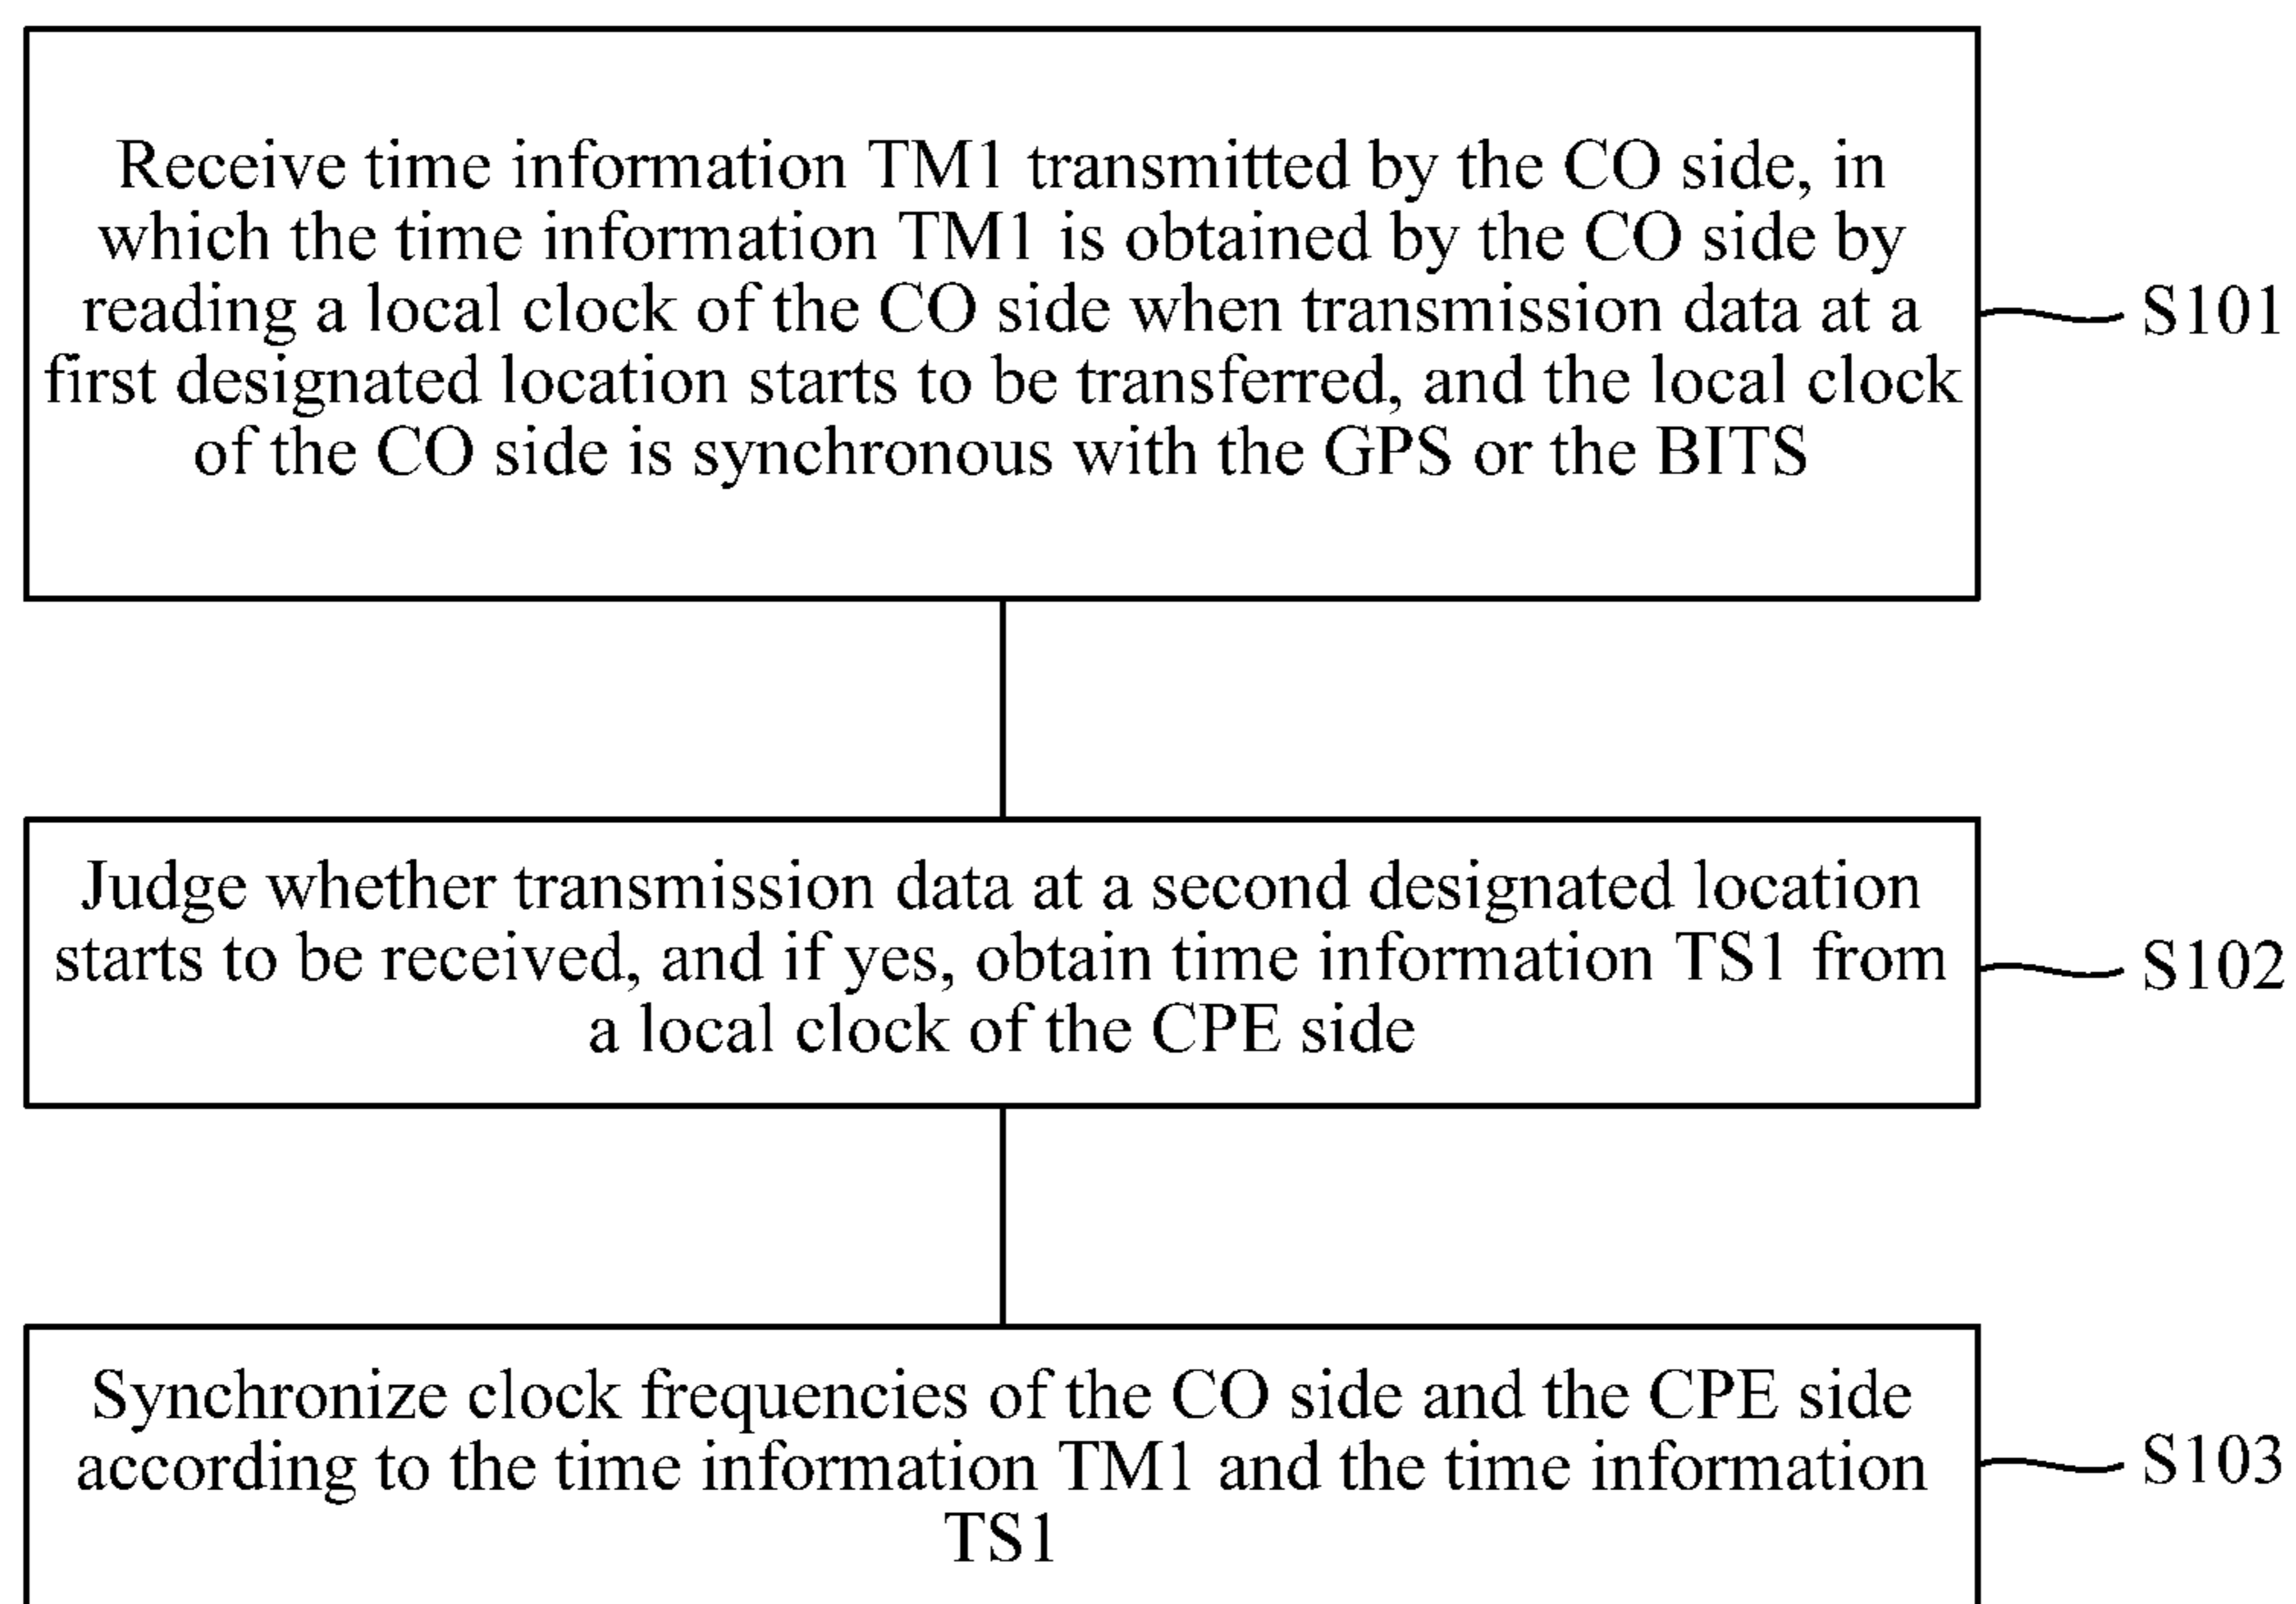 Receive time information TM1 transmitted by the CO side, in
which the time information TM1 is obtained by the CO side by
reading a local clock of the CO side when transmission data at a
first designated location starts to be transferred, and the local clock
of the CO side is synchronous with the GPS or the BITS
S101
Judge whether transmission data at a second designated location
starts to be received, and if yes, obtain time information TS1 from
a local clock of the CPE side
S102
Synchronize clock frequencies of the CO side and the CPE side
according to the time information TM1 and the time information
TS1
S103